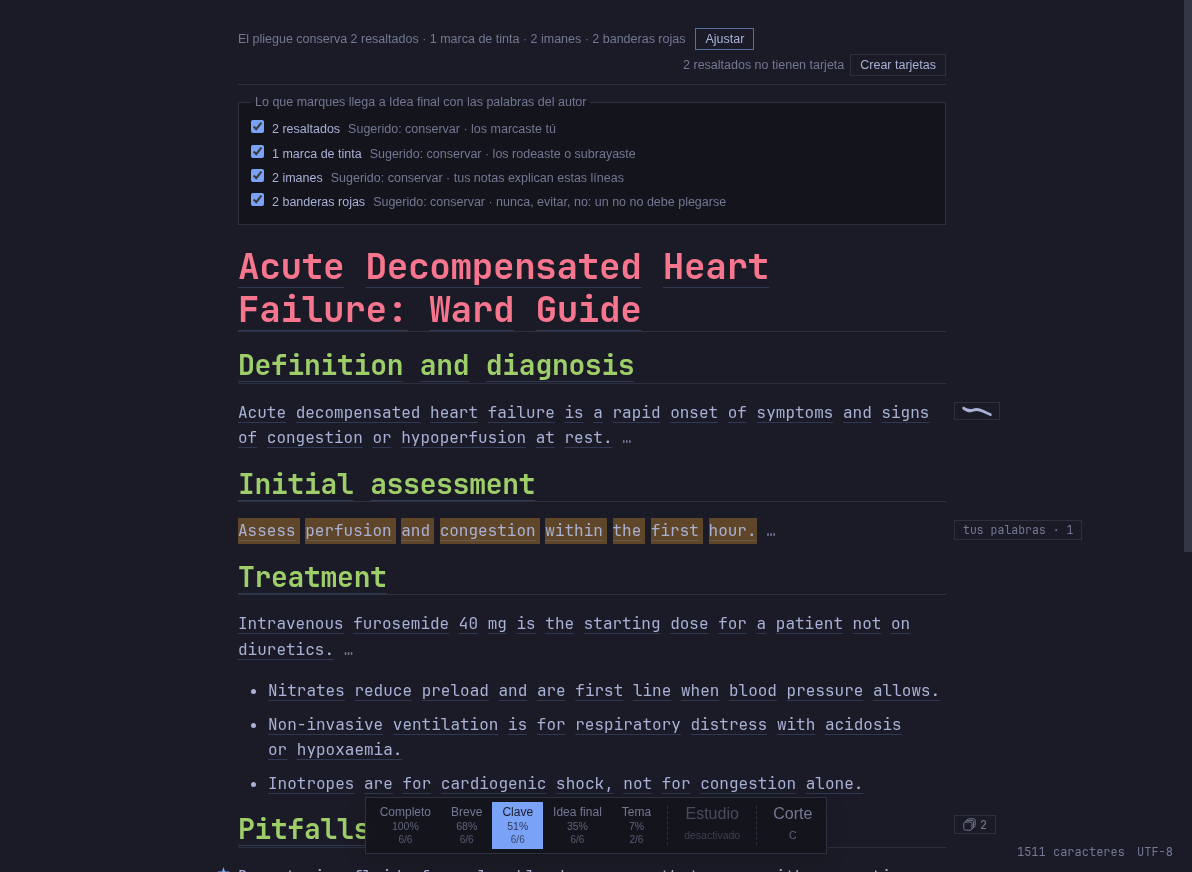 El pliegue conserva 2 resaltados · 1 marca de tinta · 2 imanes · 2 banderas rojas Ajustar
2 resaltados no tienen tarjeta Crear tarjetas
Lo que marques llega a Idea final con las palabras del autor
2 resaltados Sugerido: conservar · los marcaste tú
1 marca de tinta Sugerido: conservar · los rodeaste o subrayaste
2 imanes Sugerido: conservar · tus notas explican estas líneas
2 banderas rojas Sugerido: conservar · nunca, evitar, no: un no no debe plegarse
Acute Decompensated Heart
Failure: Ward Guide
Definition and diagnosis
Acute decompensated heart failure is a rapid onset of symptoms and signs
of congestion or hypoperfusion at rest. …
Initial assessment
Assess perfusion and congestion within the first hour. …
tus palabras · 1
Treatment
Intravenous furosemide 40 mg is the starting dose for a patient not on
diuretics. …
• Nitrates reduce preload and are first line when blood pressure allows.
• Non-invasive ventilation is for respiratory distress with acidosis
or hypoxaemia.
• Inotropes are for cardiogenic shock, not for congestion alone.
Pitfalls
2
Completo Breve Clave Idea final Tema Estudio Corte
100% 68% 51% 35% 7% desactivado C
6/6 6/6 6/6 6/6 2/6
1511 caracteres UTF-8